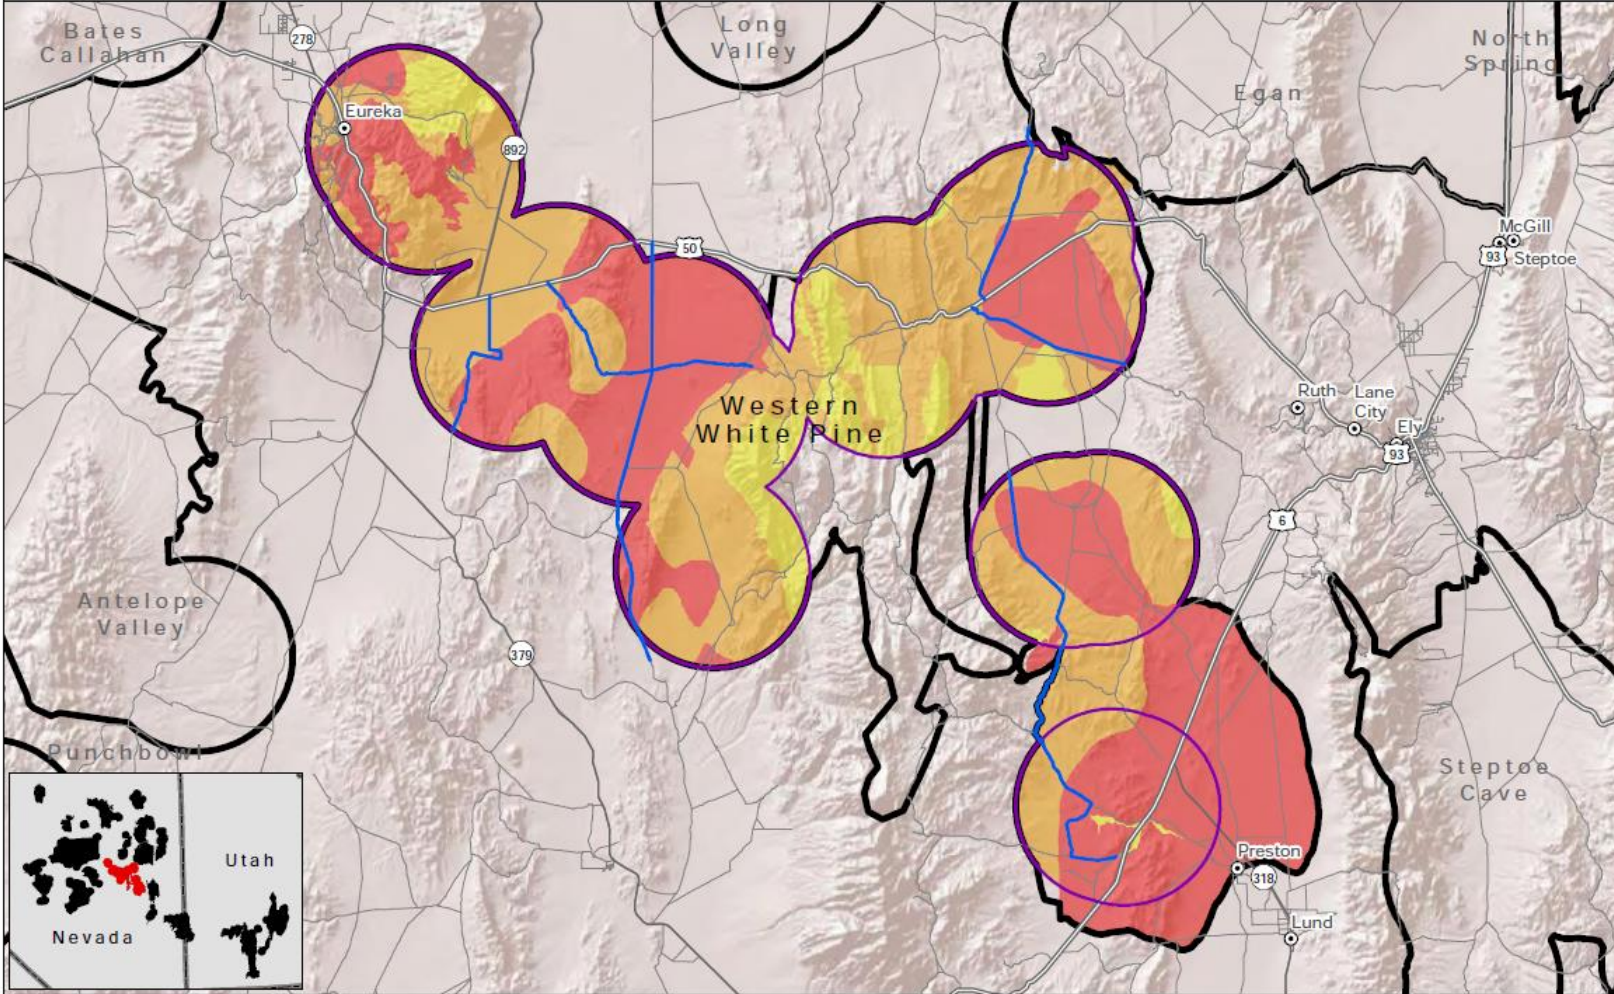 Bates
Callahan
278
Long
Valley
North
Spring
Egan
Eureka
892
50
McGill
93
Steptoe
Western
White Pine
Ruth
Lane
City
Ely
93
6
Antelope
Valley
379
Punchbowl
Steptoe
Cave
Utah
Nevada
Preston
318
Lund